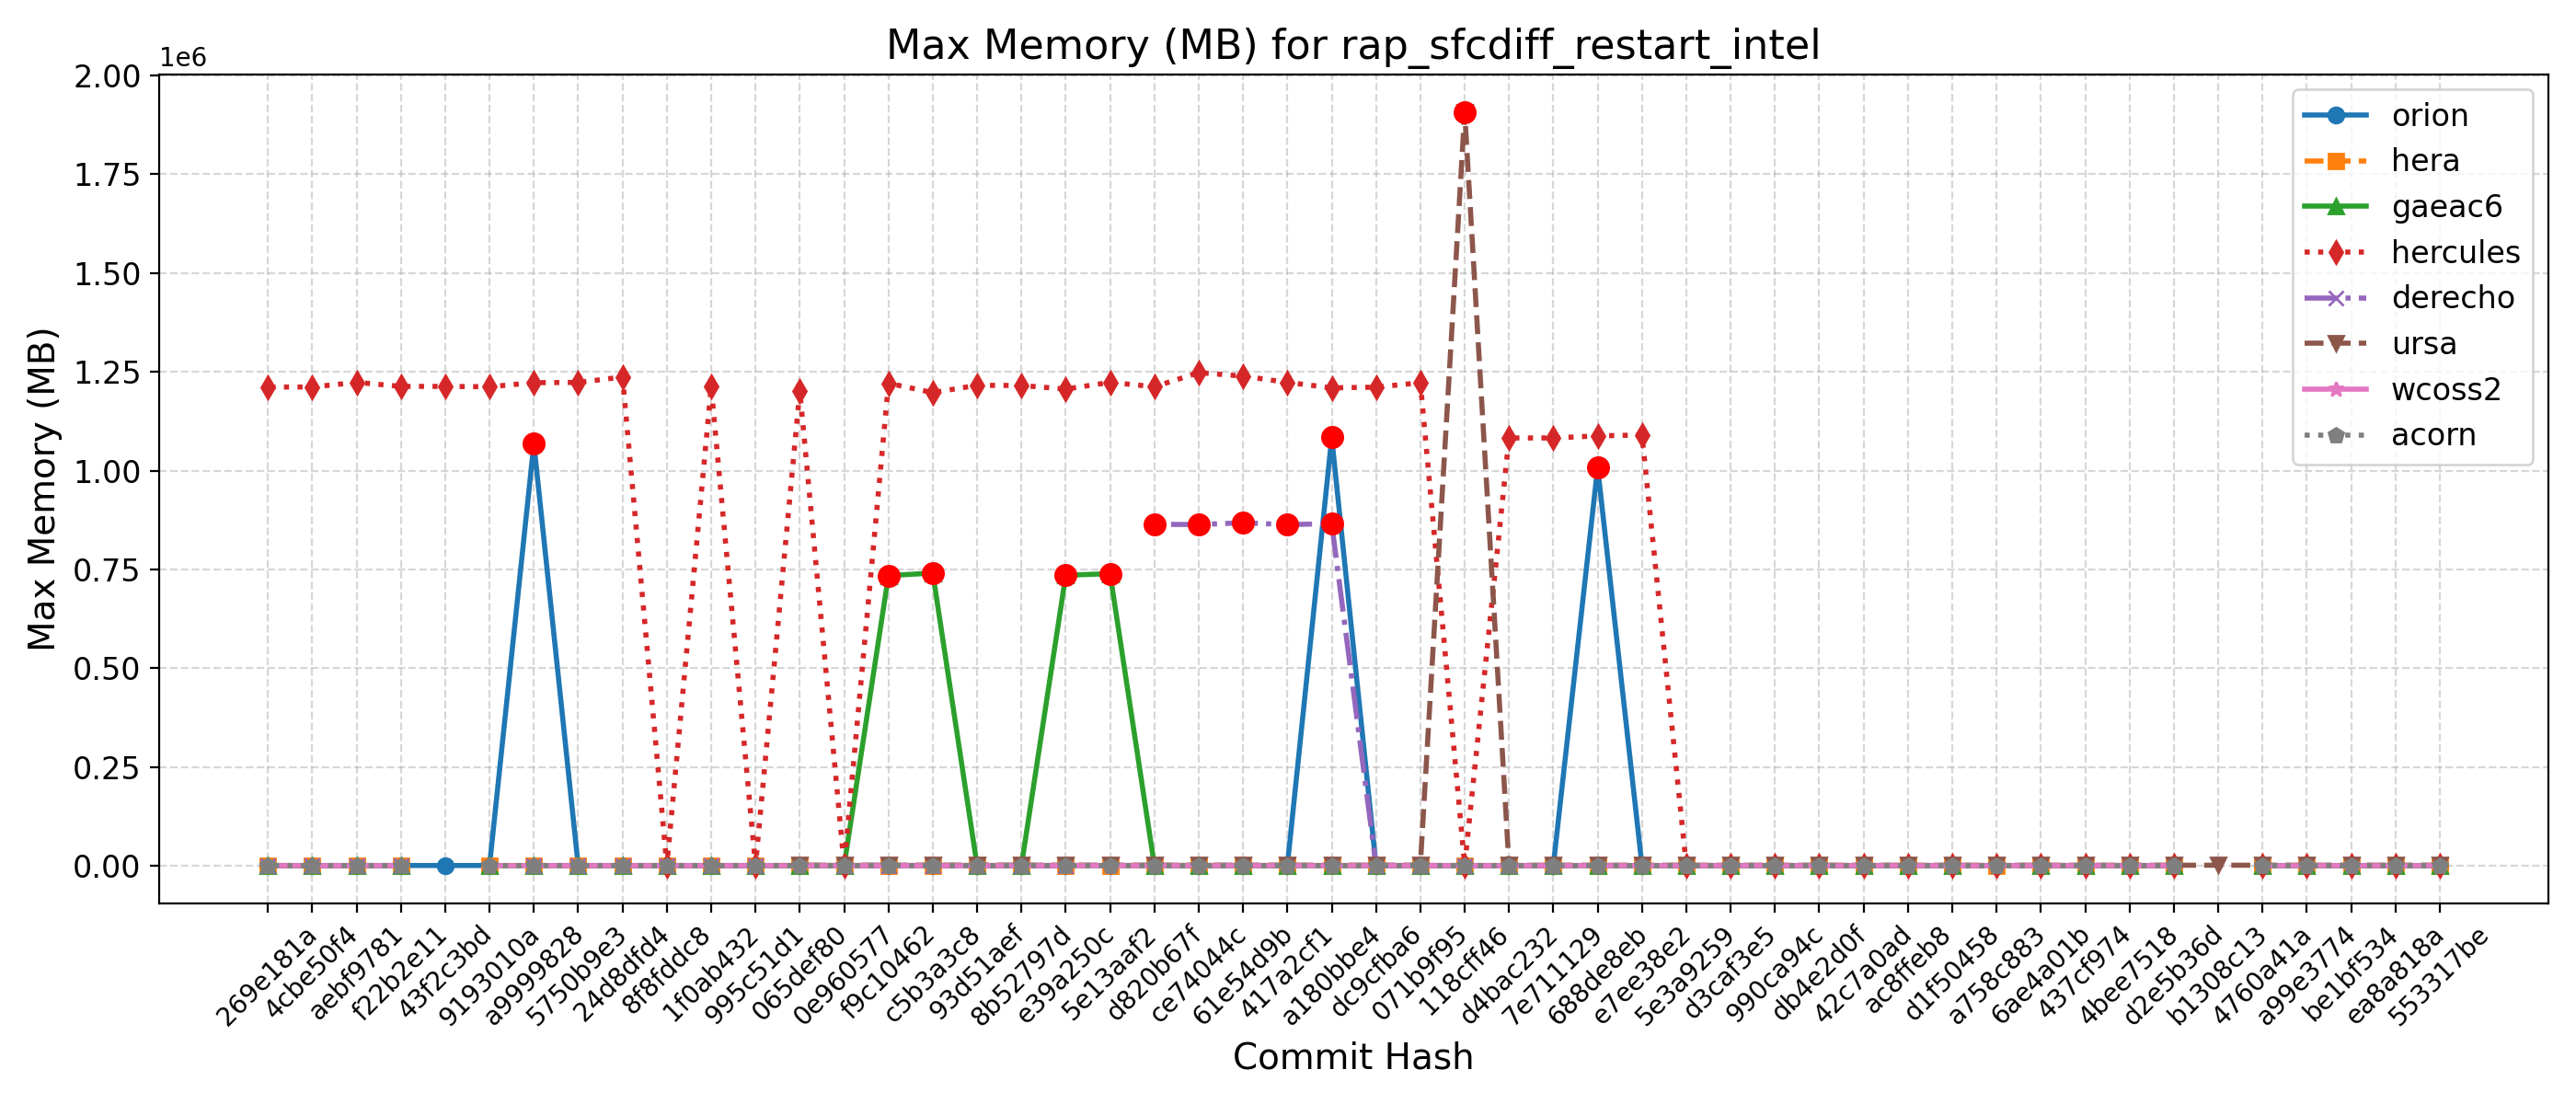 Max Memory (MB) for rap_sfcdiff_restart_intel
1e6
2.00
1.75
1.50
1.25
1.00
0.75
0.50
0.25
0.00
Max Memory (MB)
orion
hera
gaeac6
hercules
derecho
ursa
wcoss2
acorn
269e181a
4cbe50f4
aebf9781
f22b2e11
43f2c3bd
9193010a
a9999828
5750b9e3
24d8dfd4
8f8fddc8
1f0ab432
995c51d1
065def80
0e960577
f9c10462
c5b3a3c8
93d51aef
8b52797d
e39a250c
5e13aaf2
d820b67f
ce74044c
61e54d9b
417a2cf1
a180bbe4
dc9cfba6
071b9f95
118cff46
d4bac232
7e711129
688de8eb
e7ee38e2
5e3a9259
d3caf3e5
990ca94c
db4e2d0f
42c7a0ad
ac8ffeb8
d1f50458
a758c883
6ae4a01b
437cf974
4bee7518
d2e5b36d
b1308c13
4760a41a
a99e3774
be1bf534
ea8a818a
553317be
Commit Hash